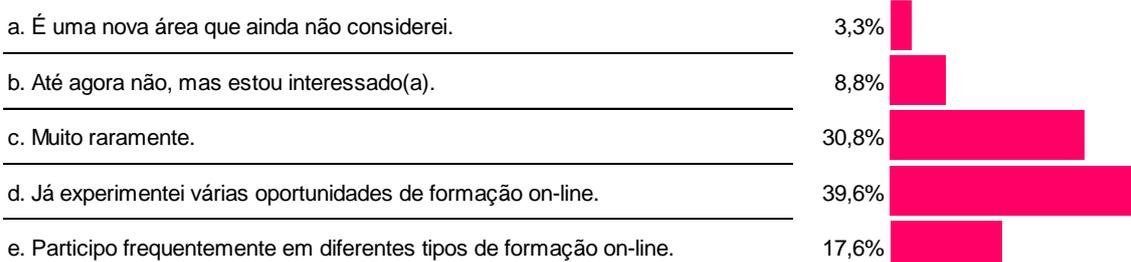 a. É uma nova área que ainda não considerei. 3,3%
b. Até agora não, mas estou interessado(a). 8,8%
c. Muito raramente. 30,8%
d. Já experimentei várias oportunidades de formação on-line. 39,6%
e. Participo frequentemente em diferentes tipos de formação on-line. 17,6%